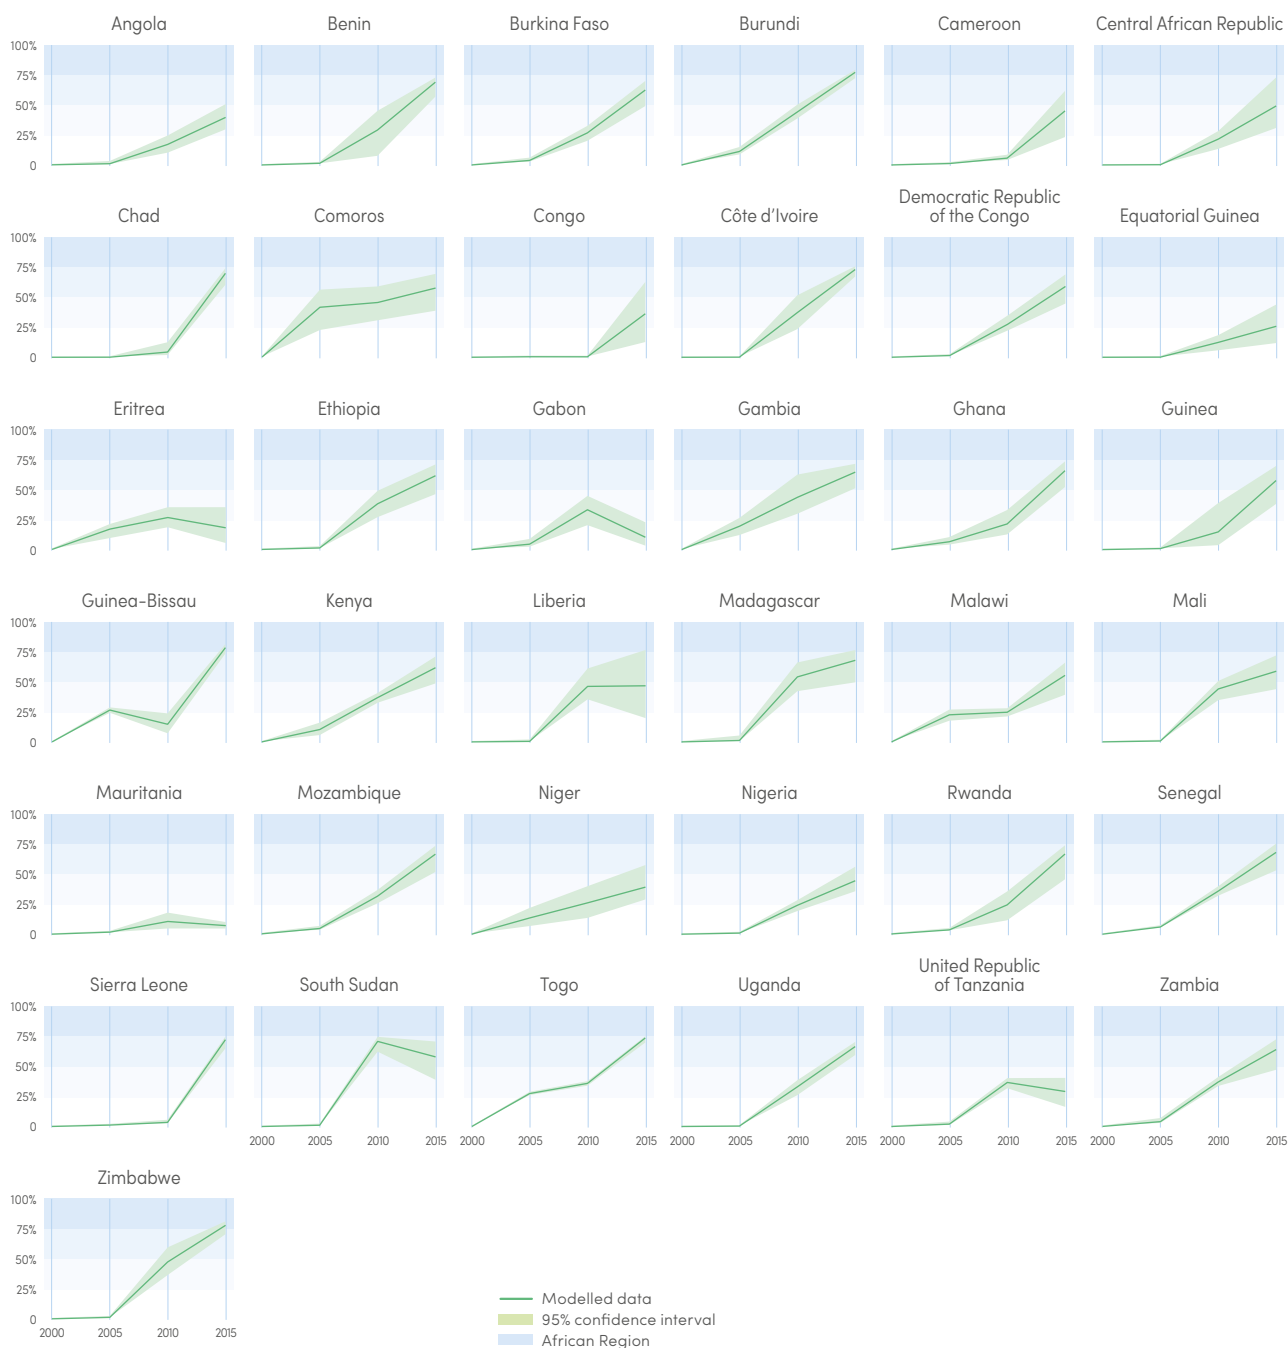 Angola
Benin
Burkina Faso
Burundi
Cameroon
Central African Republic
100%
75%
50%
25%
0
Chad
Comoros
Congo
Côte d'Ivoire
Democratic Republic
of the Congo
Equatorial Guinea
100%
75%
50%
25%
0
Eritrea
Ethiopia
Gabon
Gambia
Ghana
Guinea
100%
75%
50%
25%
0
Guinea-Bissau
Kenya
Liberia
Madagascar
Malawi
Mali
100%
75%
50%
25%
0
Mauritania
Mozambique
Niger
Nigeria
Rwanda
Senegal
100%
75%
50%
25%
0
Sierra Leone
South Sudan
Togo
Uganda
United Republic
of Tanzania
Zambia
100%
75%
50%
25%
0
2000 2005 2010 2015
2000 2005 2010 2015
2000 2005 2010 2015
2000 2005 2010 2015
2000 2005 2010 2015
Zimbabwe
100%
75%
50%
25%
0
2000 2005 2010 2015
Modelled data
95% confidence interval
African Region